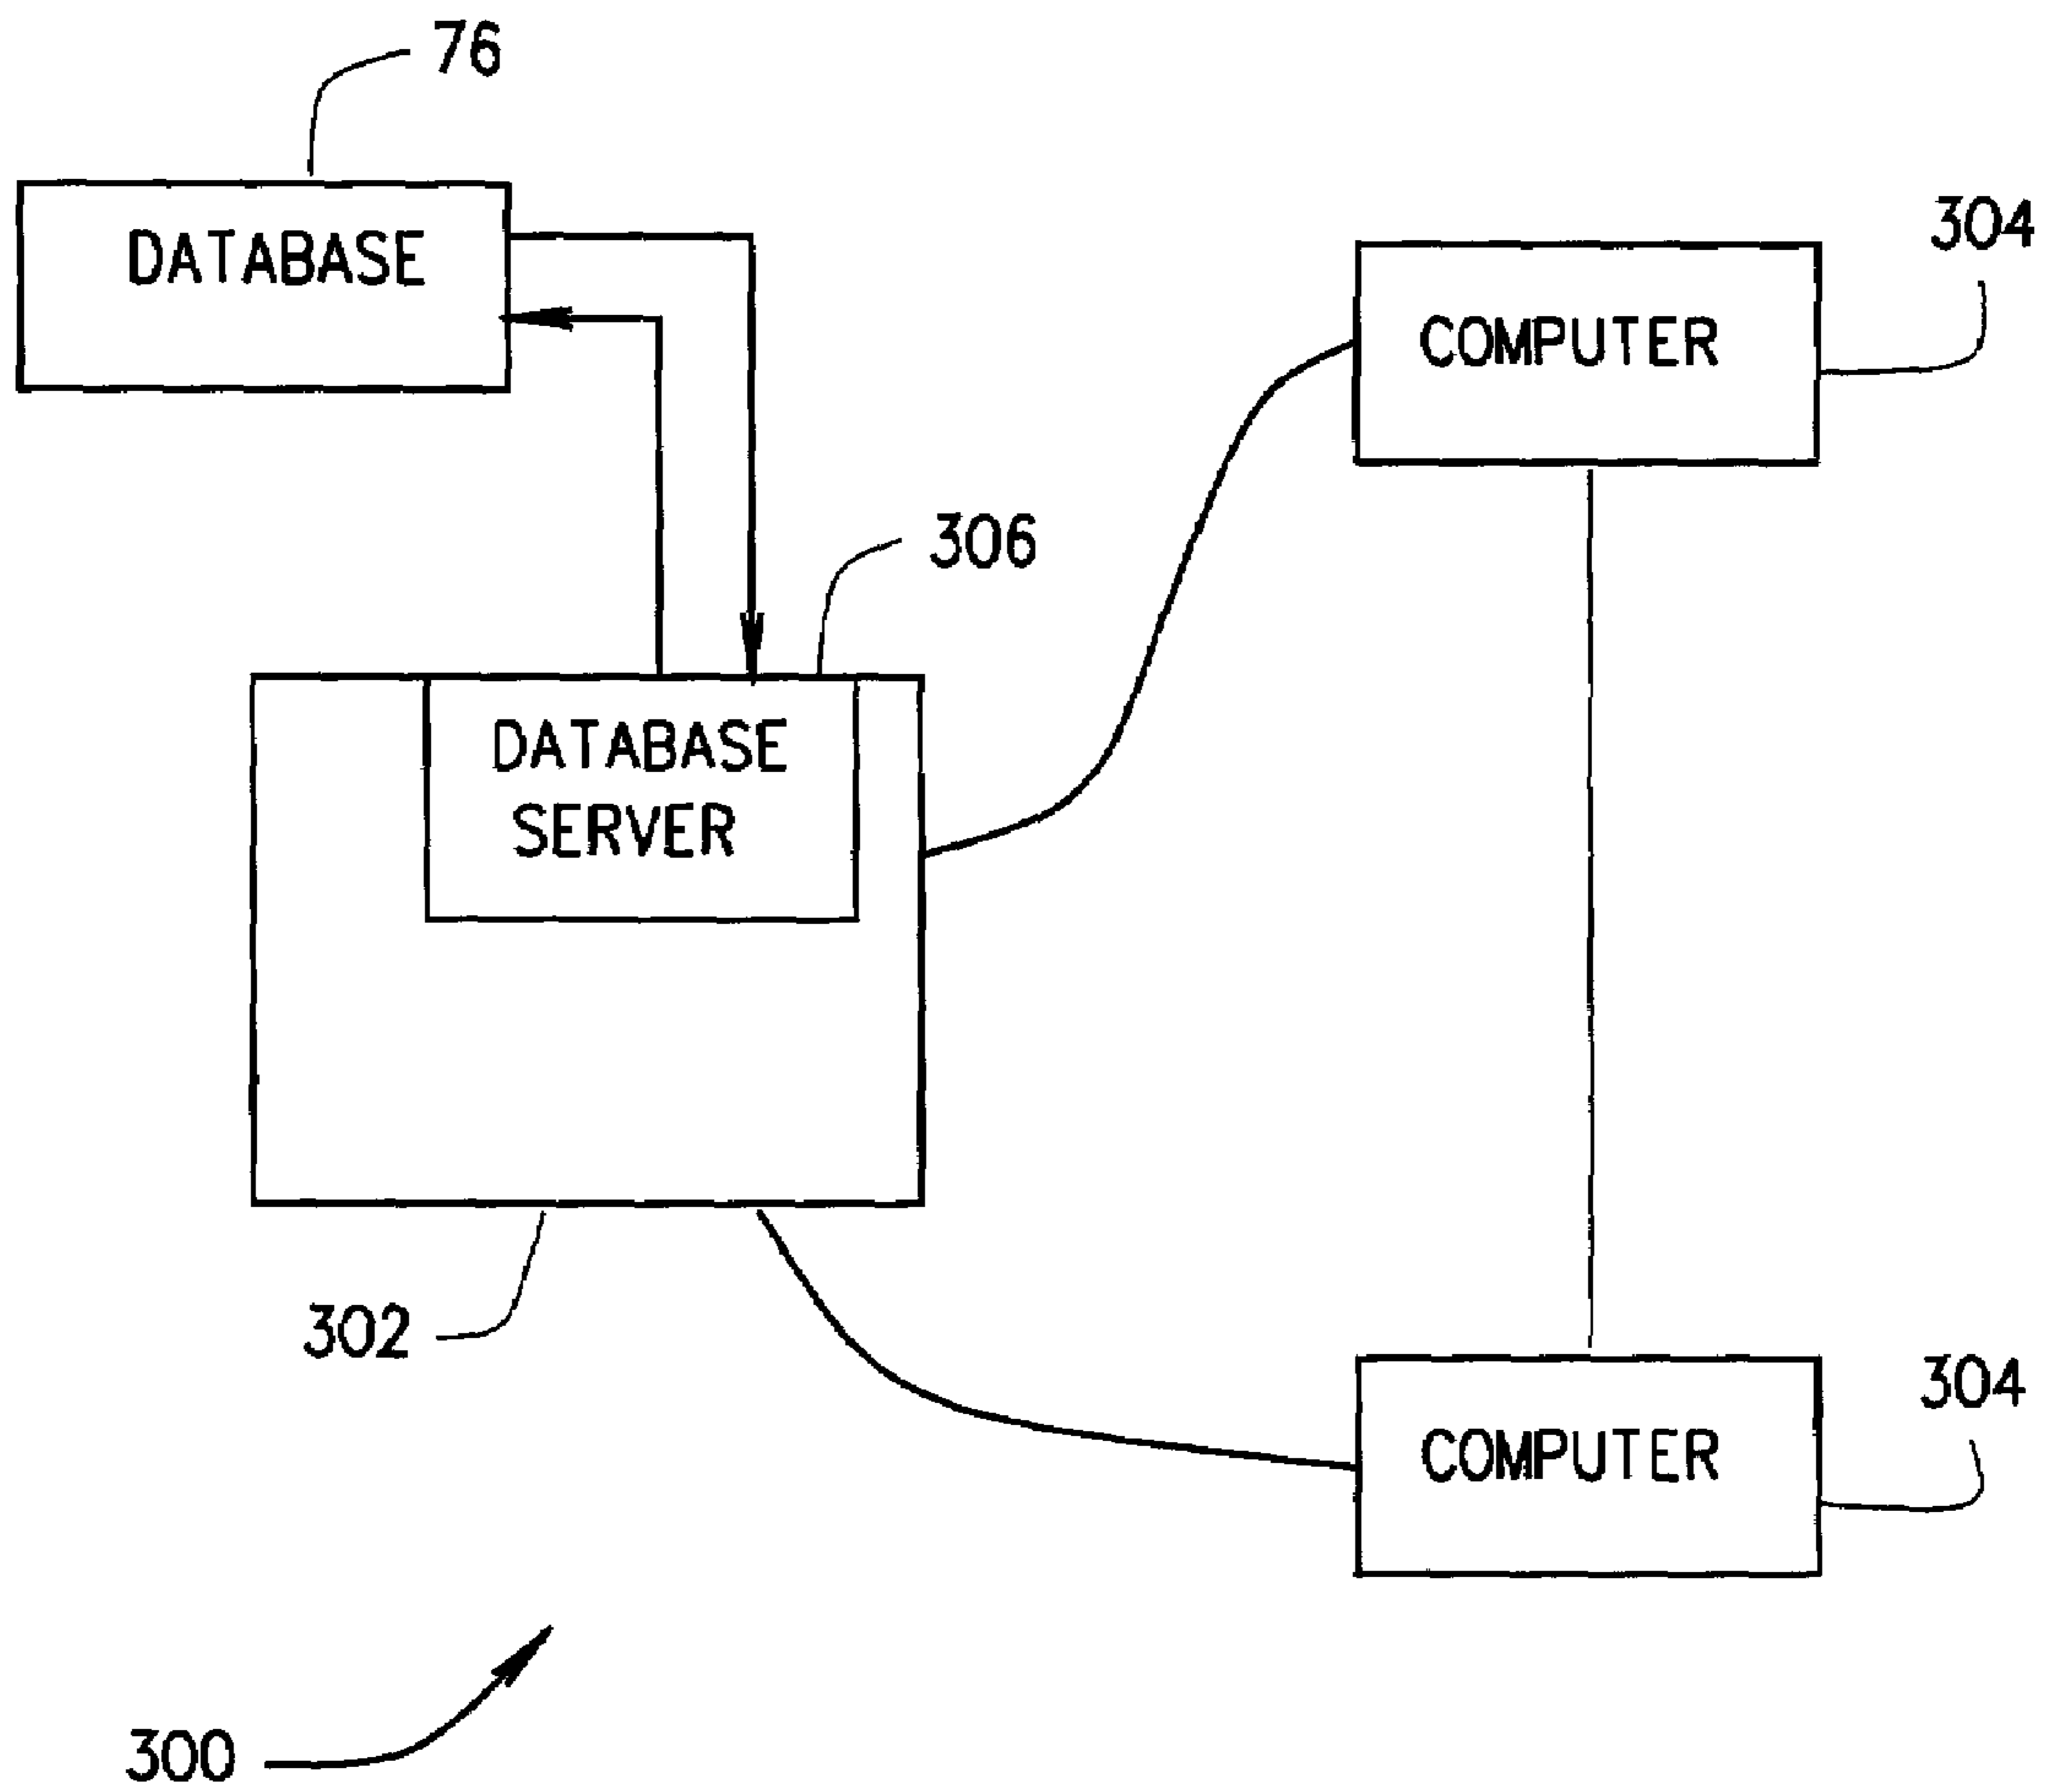 76
DATABASE
304
COMPUTER
306
DATABASE
SERVER
302
304
COMPUTER
300